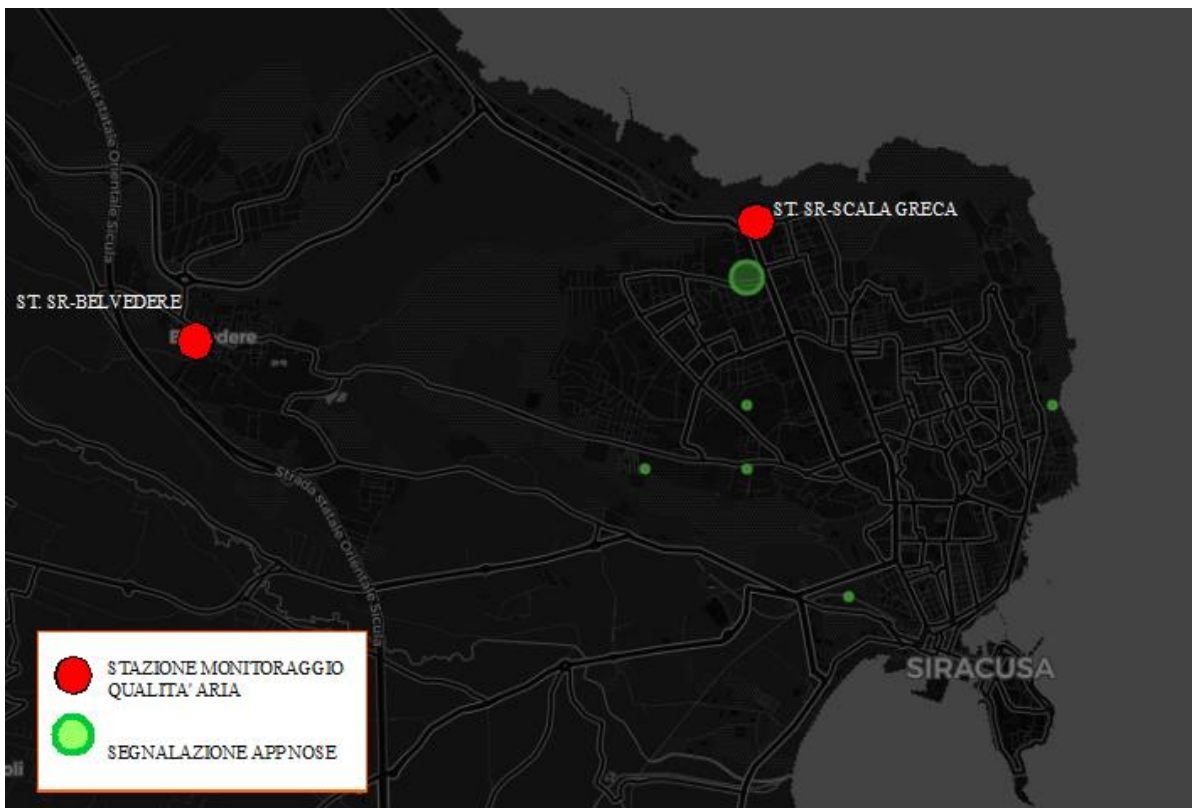 Strada statale Orientale Sicula
ST. SR-SCALA GRECA
ST. SR-BELVEDERE
Strada statale Orientale Sicula
SIRACUSA
STAZIONE MONITORAGGIO
QUALITA' ARIA
SEGNALAZIONE APP NOSE
oli